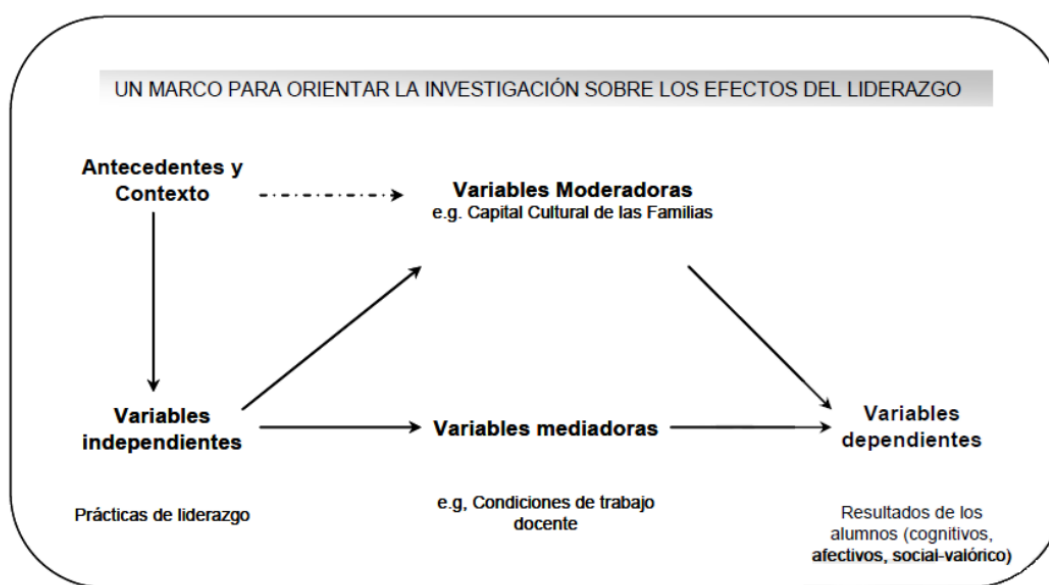 UN MARCO PARA ORIENTAR LA INVESTIGACIÓN SOBRE LOS EFECTOS DEL LIDERAZGO
Antecedentes y
Contexto
Variables Moderadoras
e.g. Capital Cultural de las Familias
Variables
independientes
Variables mediadoras
Variables
dependientes
Prácticas de liderazgo
e.g, Condiciones de trabajo
docente
Resultados de los
alumnos (cognitivos,
afectivos, social-valórico)